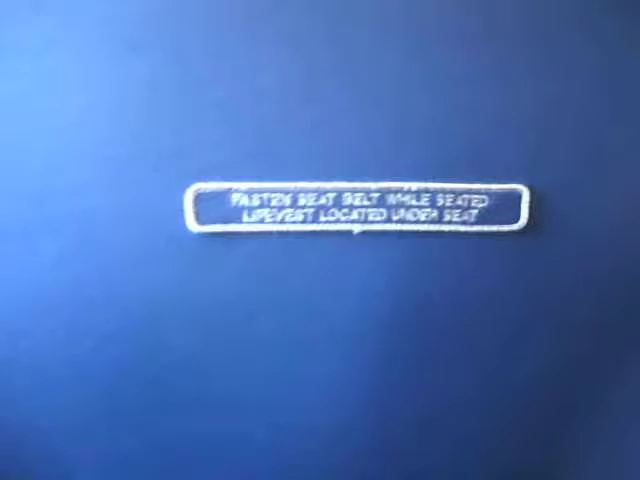 FASTEN SEAT BELT WHILE SEATED
LIFEVEST LOCATED UNDER SEAT